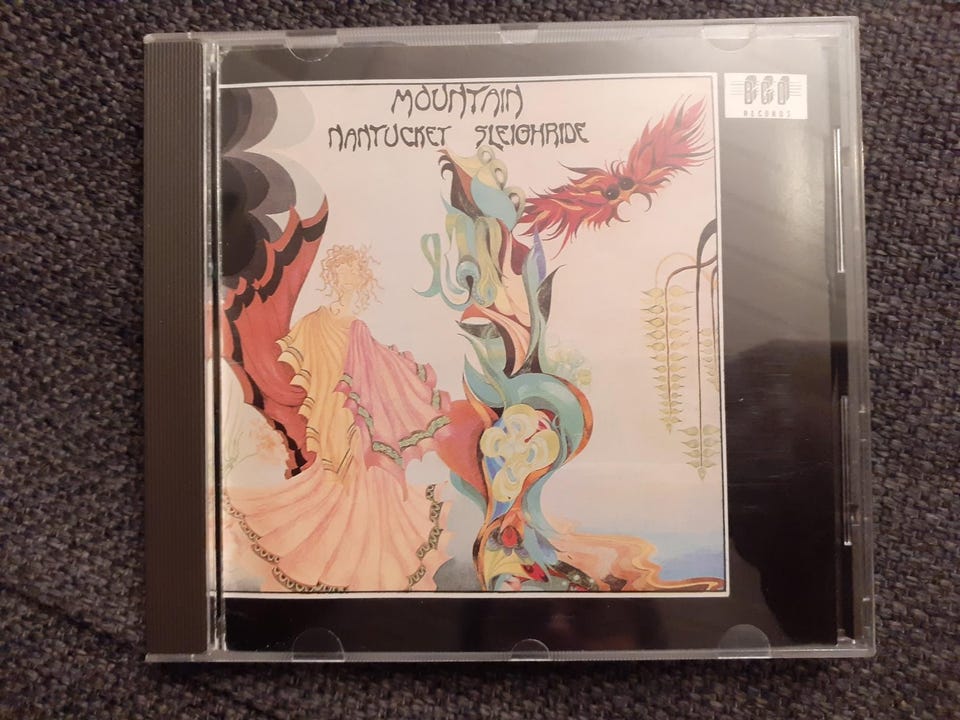 MOUNTAIN
NANTUCKET SLEIGHRIDE
BGO
RECORDS